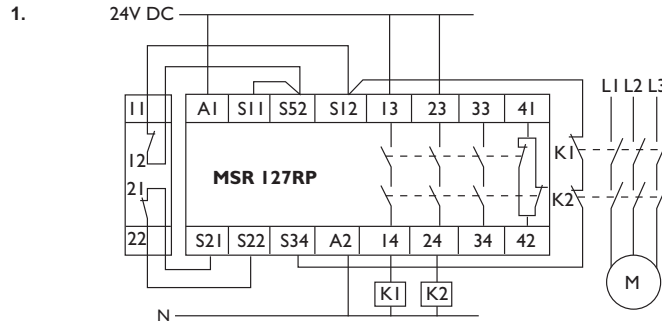 1. 24V DC
L1 L2 L3
11 A1 S11 S52 S12 13 23 33 41
12 K1
MSR 127RP
21 K2
22 S21 S22 S34 A2 14 24 34 42
K1 K2 M
N